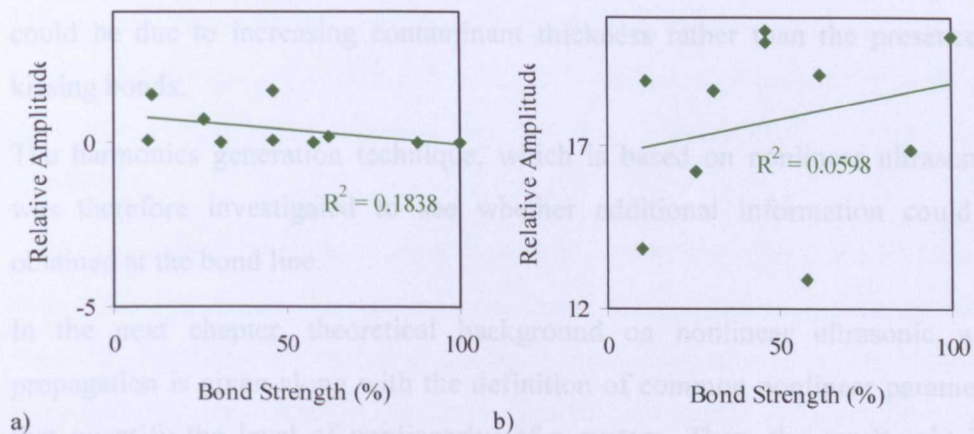 could be due to increasing contaminant thickness rather than the presence
kissing bonds.
The harmonics generation technique, which is based on nonlinear
was therefore investigated to see whether additional information could
obtained at the bond line.
In the next chapter, theoretical background on nonlinear ultrasonic
propagation is given along with the definition of common nonlinear
Relative Amplitude
0
-5
R² = 0.1838
0
50
100
Bond Strength (%)
a)
Relative Amplitude
17
12
R² = 0.0598
0
50
100
Bond Strength (%)
b)